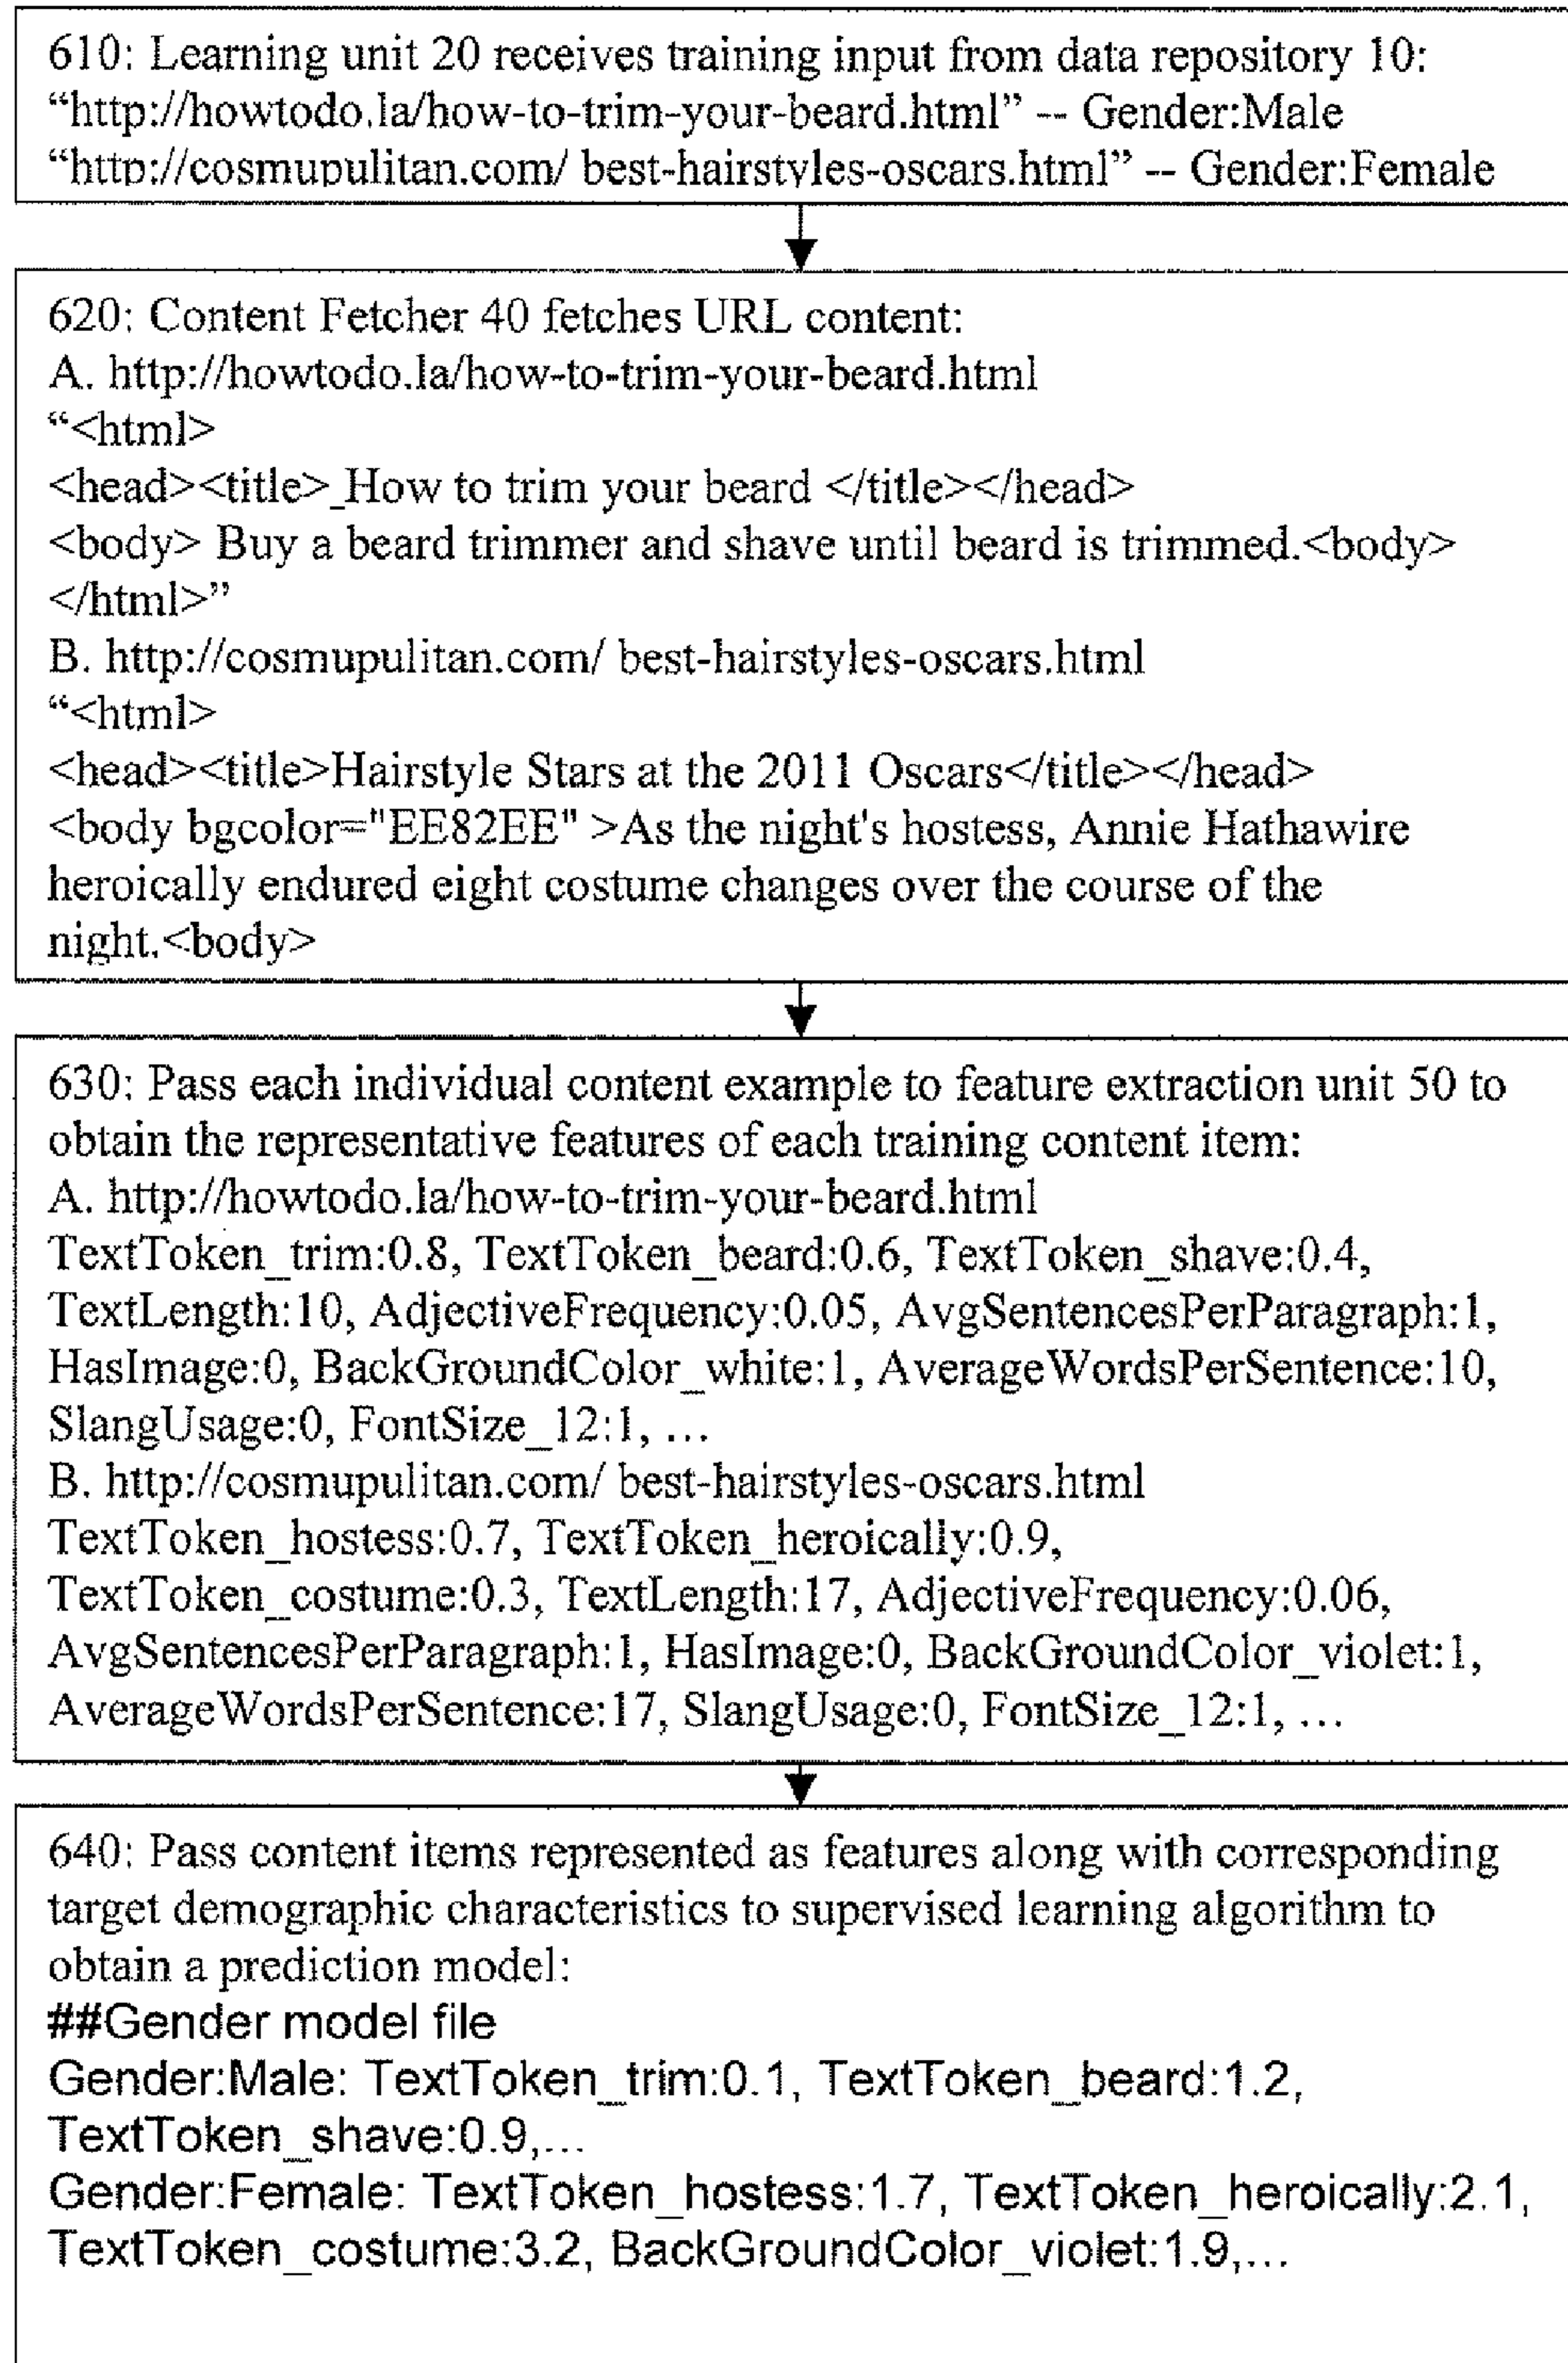 610: Learning unit 20 receives training input from data repository 10:
“http://howtodo.la/how-to-trim-your-beard.html” -- Gender:Male
“http://cosmupulitan.com/ best-hairstyles-oscars.html” -- Gender:Female
620: Content Fetcher 40 fetches URL content:
A. http://howtodo.la/how-to-trim-your-beard.html
“<html>
<head><title>_How to trim your beard </title></head>
<body> Buy a beard trimmer and shave until beard is trimmed.<body>
</html>”
B. http://cosmupulitan.com/ best-hairstyles-oscars.html
“<html>
<head><title>Hairstyle Stars at the 2011 Oscars</title></head>
<body bgcolor="EE82EE" >As the night's hostess, Annie Hathawire
heroically endured eight costume changes over the course of the
night.<body>
630: Pass each individual content example to feature extraction unit 50 to
obtain the representative features of each training content item:
A. http://howtodo.la/how-to-trim-your-beard.html
TextToken_trim:0.8, TextToken_beard:0.6, TextToken_shave:0.4,
TextLength:10, AdjectiveFrequency:0.05, AvgSentencesPerParagraph:1,
HasImage:0, BackGroundColor_white:1, AverageWordsPerSentence:10,
SlangUsage:0, FontSize_12:1, ...
B. http://cosmupulitan.com/ best-hairstyles-oscars.html
TextToken_hostess:0.7, TextToken_heroically:0.9,
TextToken_costume:0.3, TextLength:17, AdjectiveFrequency:0.06,
AvgSentencesPerParagraph:1, HasImage:0, BackGroundColor_violet:1,
AverageWordsPerSentence:17, SlangUsage:0, FontSize_12:1, ...
640: Pass content items represented as features along with corresponding
target demographic characteristics to supervised learning algorithm to
obtain a prediction model:
##Gender model file
Gender:Male: TextToken_trim:0.1, TextToken_beard:1.2,
TextToken_shave:0.9,...
Gender:Female: TextToken_hostess:1.7, TextToken_heroically:2.1,
TextToken_costume:3.2, BackGroundColor_violet:1.9,...